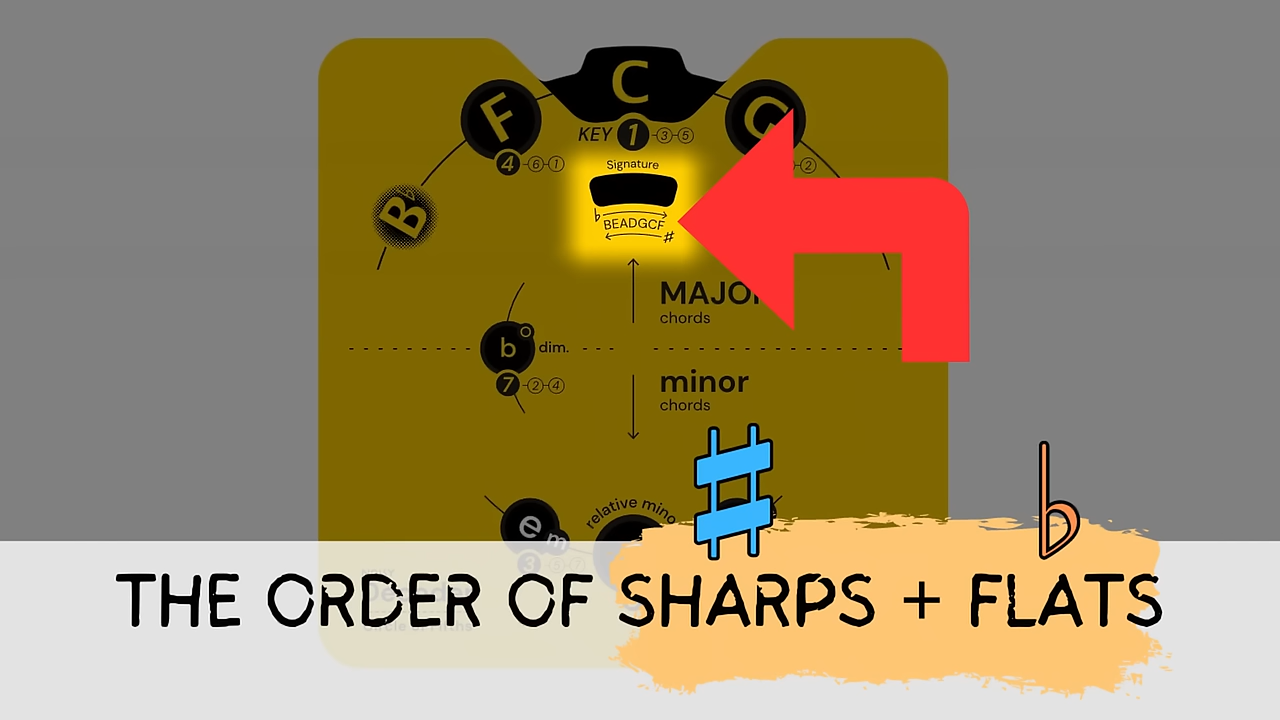 F C G
KEY 1 3 5
4 6 1
2
Signature
B♭
♭
BEADGCF
#
MAJOR
chords
b° dim.
7 2 4
minor
chords
e m
relative mino
THE ORDER OF SHARPS + FLATS